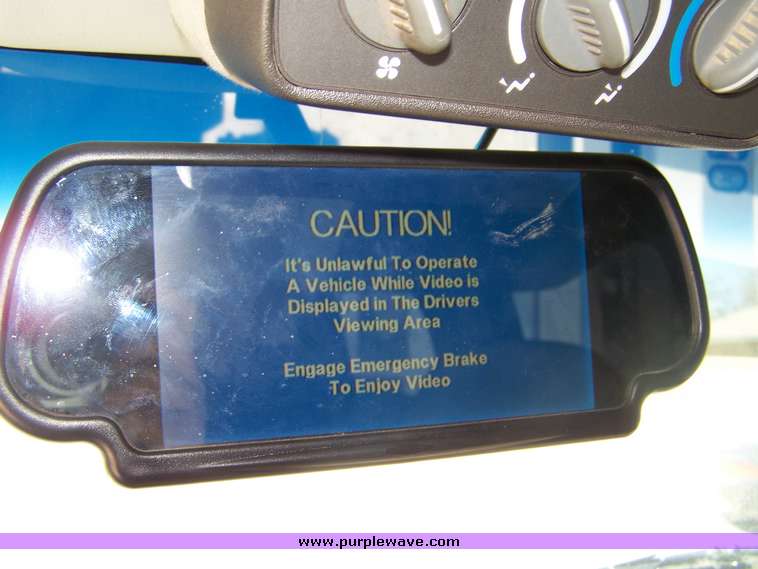 CAUTION!
It's Unlawful To Operate
A Vehicle While Video is
Displayed in The Drivers
Viewing Area
Engage Emergency Brake
To Enjoy Video
www.purplewave.com